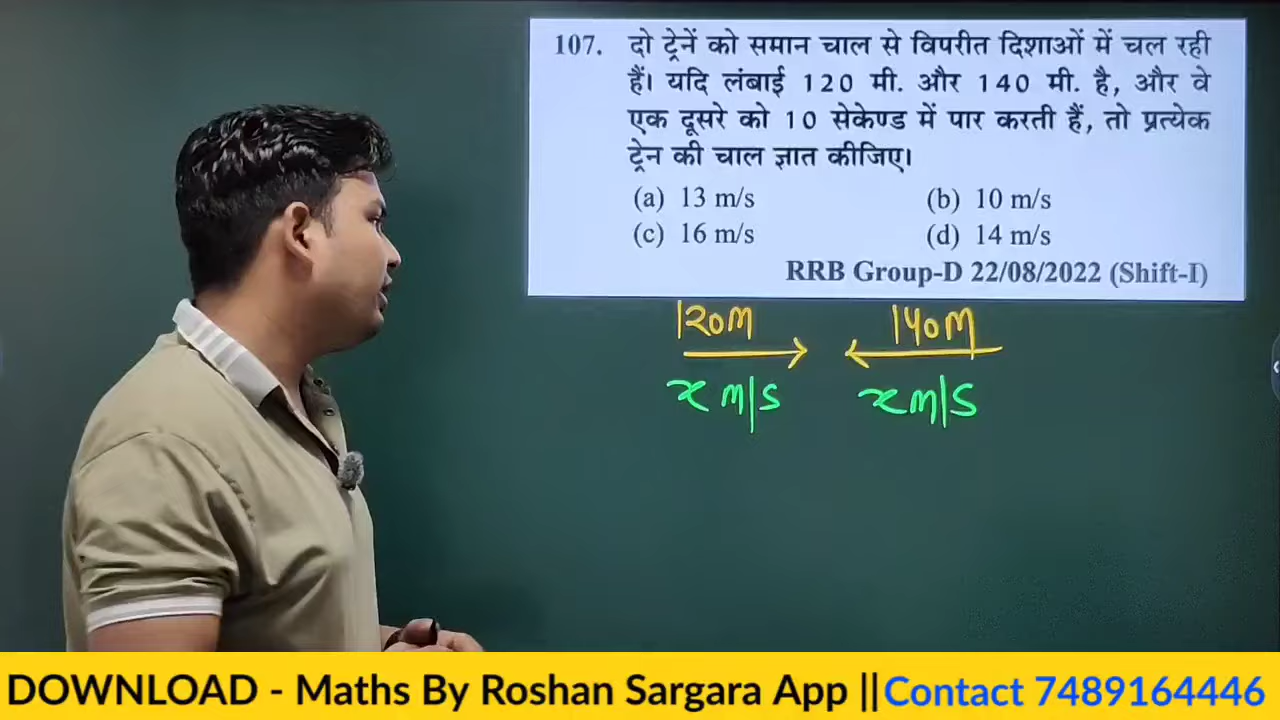 107. दो ट्रेनें को समान चाल से विपरीत दिशाओं में चल रही
हैं। यदि लंबाई 120 मी. और 140 मी. है, और वे
एक दूसरे को 10 सेकेण्ड में पार करती हैं, तो प्रत्येक
ट्रेन की चाल ज्ञात कीजिए।
(a) 13 m/s (b) 10 m/s
(c) 16 m/s (d) 14 m/s
RRB Group-D 22/08/2022 (Shift-I)
120m 140m
x m/s x m/s
DOWNLOAD - Maths By Roshan Sargara App || Contact 7489164446